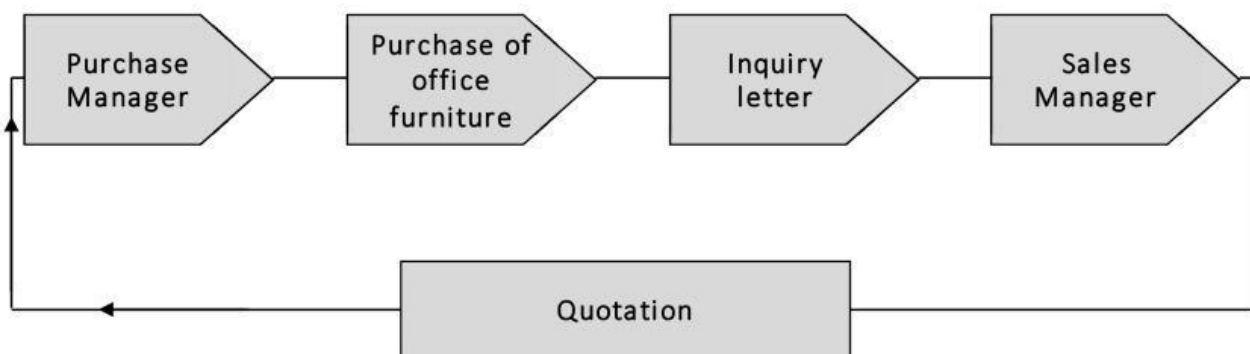 Purchase
Manager
Purchase of
office
furniture
Inquiry
letter
Sales
Manager
Quotation